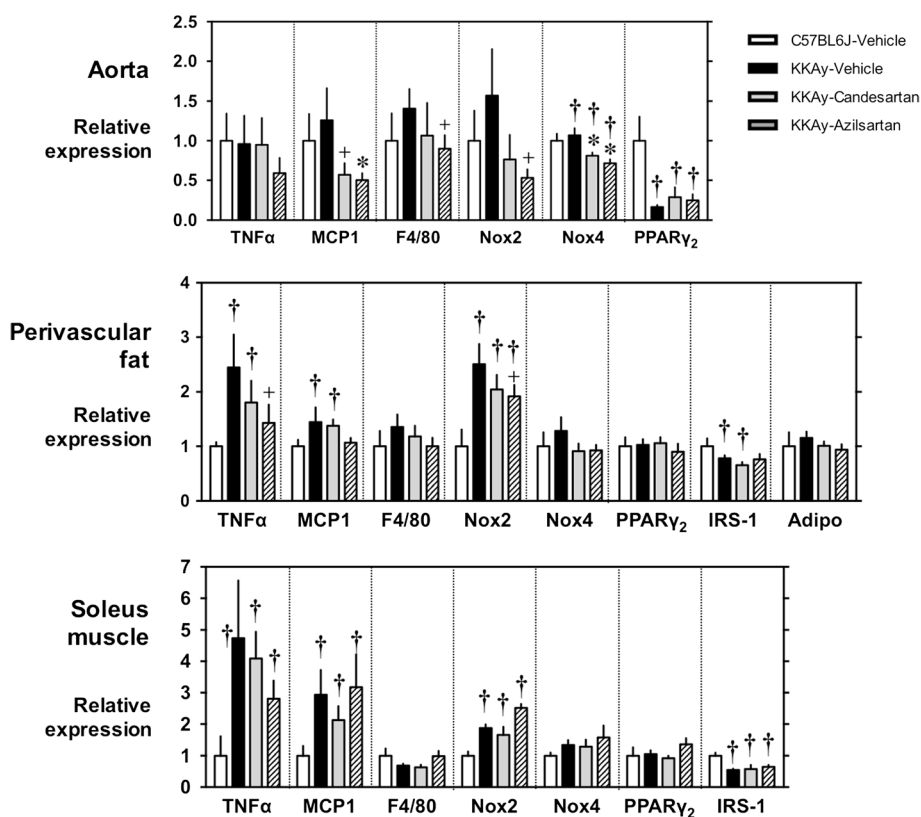 2.5
2.0
1.5
1.0
0.5
0.0
Aorta
Relative
expression
+ * + + † † * † * † † †
TNFα MCP1 F4/80 Nox2 Nox4 PPARγ2
C57BL6J-Vehicle
KKAy-Vehicle
KKAy-Candesartan
KKAy-Azilsartan
4
3
2
1
0
Perivascular
fat
Relative
expression
† † + † † † † † + † †
TNFα MCP1 F4/80 Nox2 Nox4 PPARγ2 IRS-1 Adipo
7
6
5
4
3
2
1
0
Soleus
muscle
Relative
expression
† † † † † † † † † † † †
TNFα MCP1 F4/80 Nox2 Nox4 PPARγ2 IRS-1